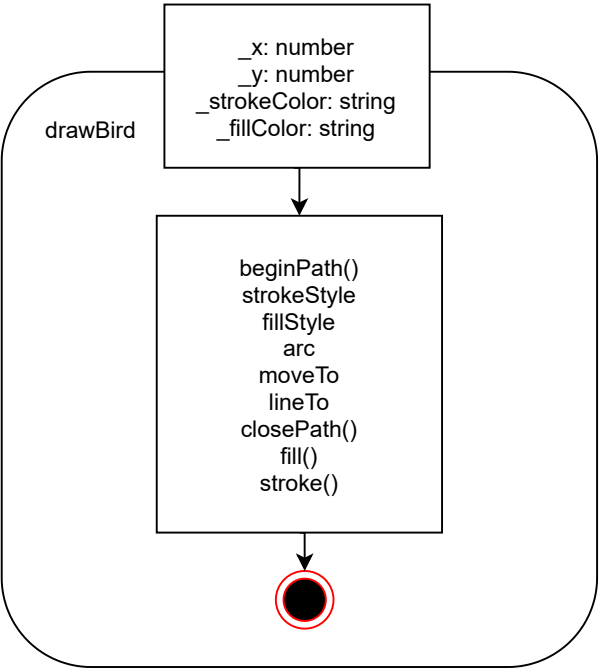 _x: number
_y: number
_strokeColor: string
_fillColor: string
drawBird
beginPath()
strokeStyle
fillStyle
arc
moveTo
lineTo
closePath()
fill()
stroke()